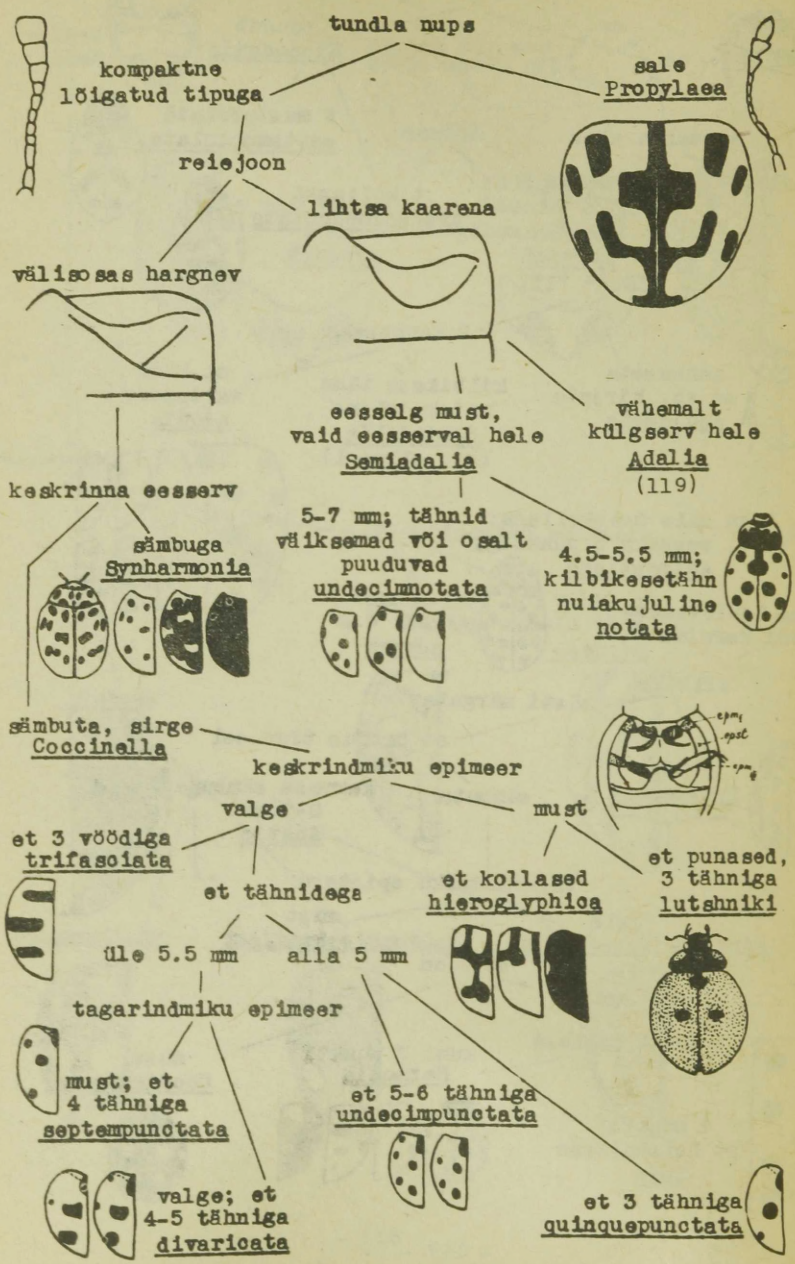 tundla nups
kompaktne
lõigatud tipuga
sale
Propylaea
reiejoon
lihtsa kaarena
välisosas hargnev
eesselg must,
vaid eesserval hele
Semiadalia
vähemalt
külgserv hele
Adalia
(119)
keskrinna eesserv
sämbuga
Synharmonia
5-7 mm; tähnid
väiksemad või osalt
puuduvad
undecimnotata
4.5-5.5 mm;
kilbikesetähn
nuiakujuline
notata
sämbuta, sirge
Coccinella
epm₁
epst
keskrindmiku epimeer
valge
must
et 3 vöödiga
trifasciata
et tähnidega
et kollased
hieroglyphica
et punased,
3 tähniga
lutshniki
üle 5.5 mm
alla 5 mm
tagarindmiku epimeer
must; et
4 tähniga
septempunctata
et 5-6 tähniga
undecimpunctata
valge; et
4-5 tähniga
divaricata
et 3 tähniga
quinquepunctata